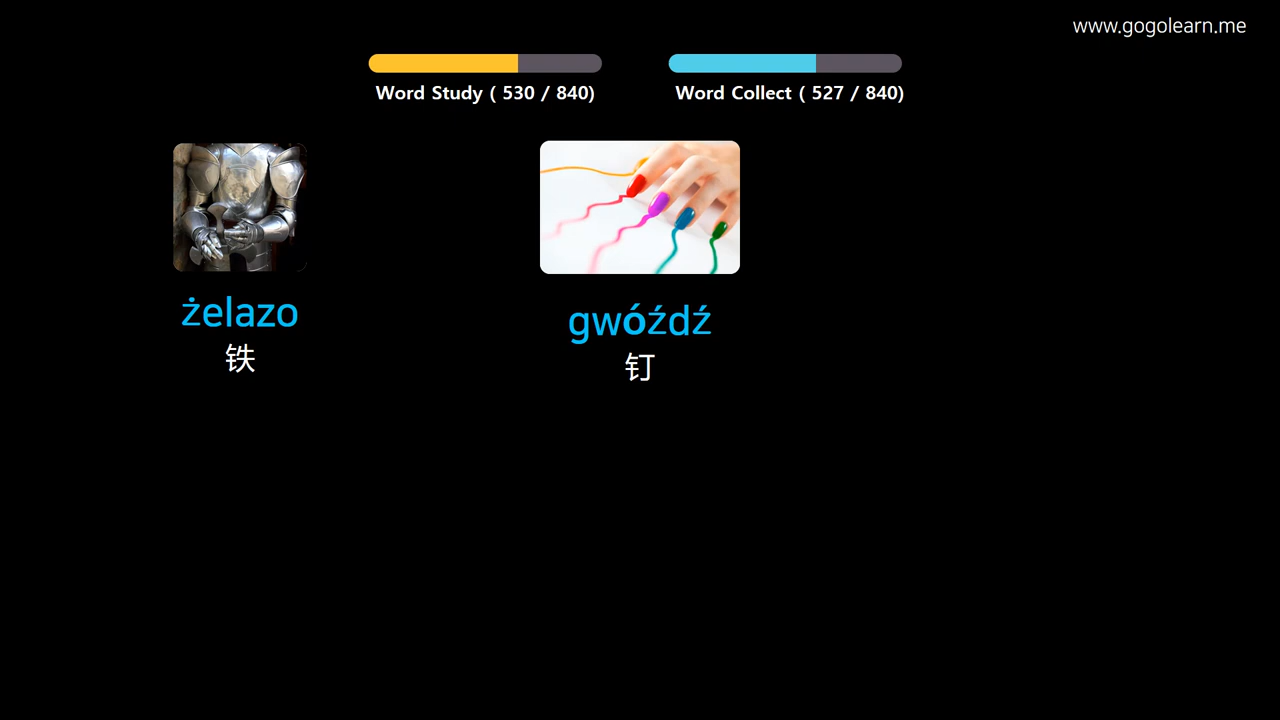 www.gogolearn.me
Word Study ( 530 / 840)
Word Collect ( 527 / 840)
żelazo
铁
gwóźdź
钉